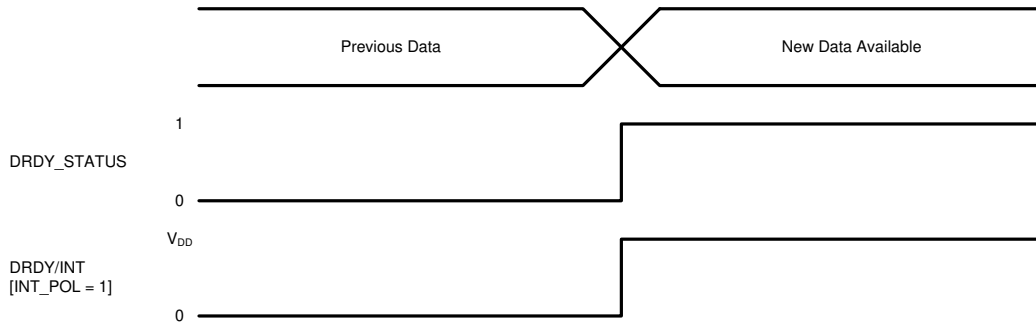 Previous Data
New Data Available
1
DRDY_STATUS
0
VDD
DRDY/INT
[INT_POL = 1]
0